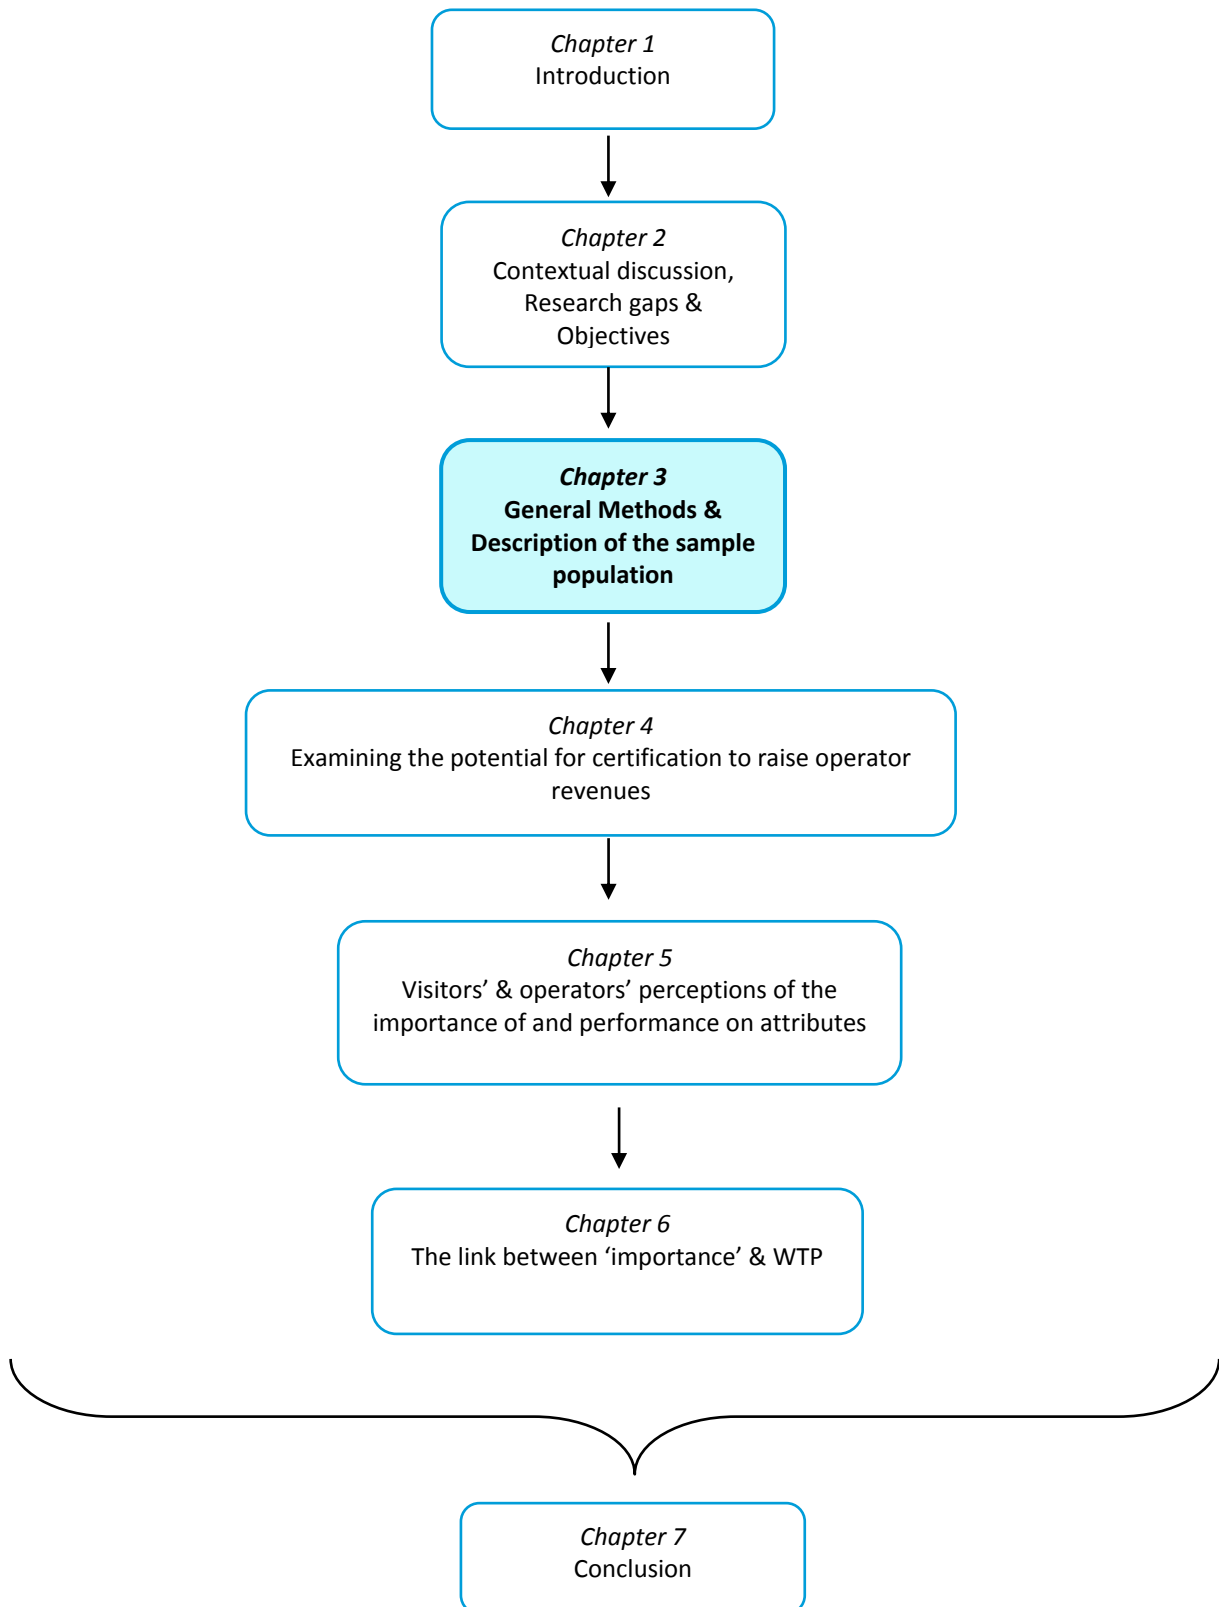 Chapter 1
Introduction
Chapter 2
Contextual discussion,
Research gaps &
Objectives
Chapter 3
General Methods &
Description of the sample
population
Chapter 4
Examining the potential for certification to raise operator
revenues
Chapter 5
Visitors’ & operators’ perceptions of the
importance of and performance on attributes
Chapter 6
The link between ‘importance’ & WTP
Chapter 7
Conclusion